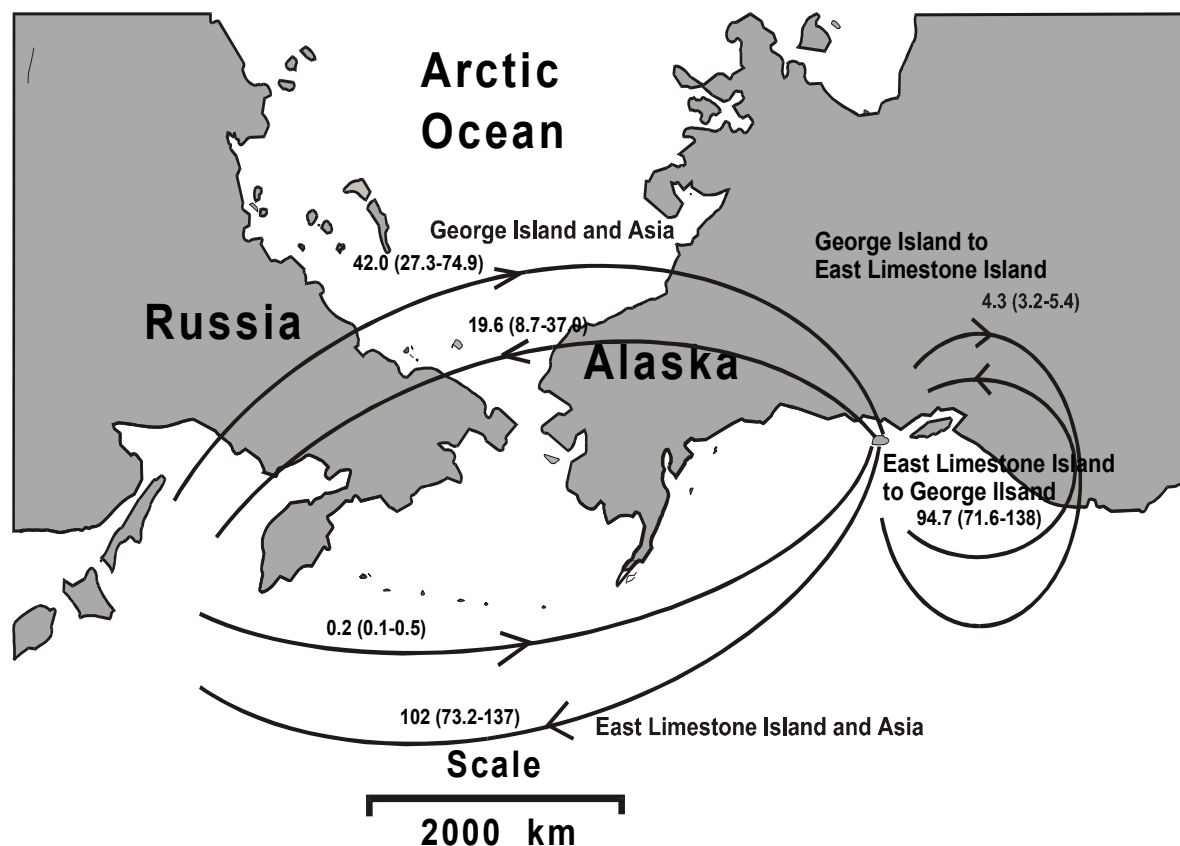 Arctic
Ocean
George Island and Asia
42.0 (27.3-74.9)
George Island to
East Limestone Island
4.3 (3.2-5.4)
Russia
19.6 (8.7-37.0)
Alaska
East Limestone Island
to George Ilsand
94.7 (71.6-138)
0.2 (0.1-0.5)
102 (73.2-137)
East Limestone Island and Asia
Scale
2000 km